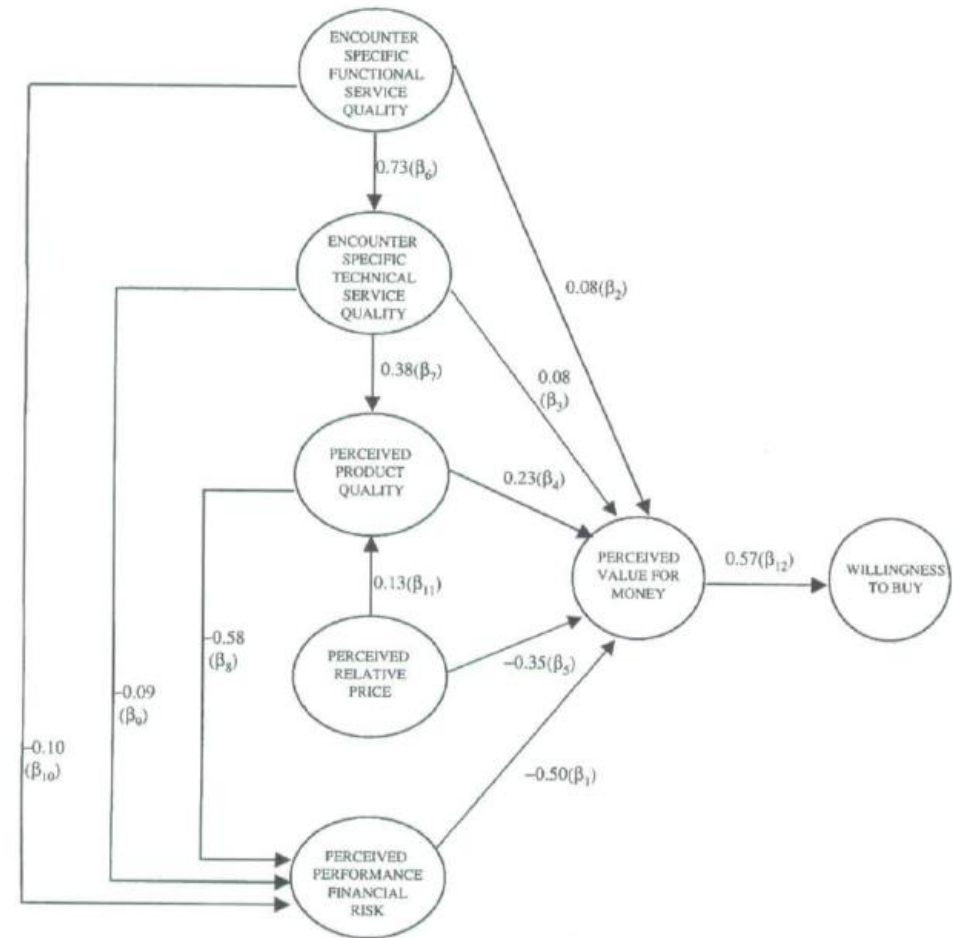 ENCOUNTER
SPECIFIC
FUNCTIONAL
SERVICE
QUALITY
0.73(β₆)
ENCOUNTER
SPECIFIC
TECHNICAL
SERVICE
QUALITY
0.08(β₂)
0.38(β₇)
0.08
(β₃)
PERCEIVED
PRODUCT
QUALITY
0.23(β₄)
PERCEIVED
VALUE FOR
MONEY
0.57(β₁₂)
WILLINGNESS
TO BUY
0.13(β₁₁)
–0.58
(β₈)
PERCEIVED
RELATIVE
PRICE
–0.35(β₅)
–0.09
(β₉)
–0.10
(β₁₀)
–0.50(β₁)
PERCEIVED
PERFORMANCE
FINANCIAL
RISK